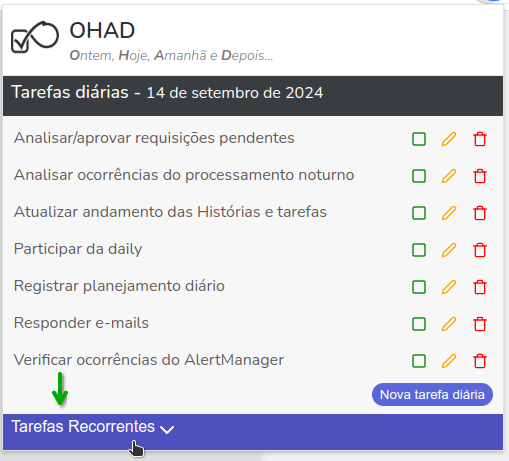 OHAD
Ontem, Hoje, Amanhã e Depois...
Tarefas diárias - 14 de setembro de 2024
Analisar/aprovar requisições pendentes
Analisar ocorrências do processamento noturno
Atualizar andamento das Histórias e tarefas
Participar da daily
Registrar planejamento diário
Responder e-mails
Verificar ocorrências do AlertManager
Nova tarefa diária
Tarefas Recorrentes